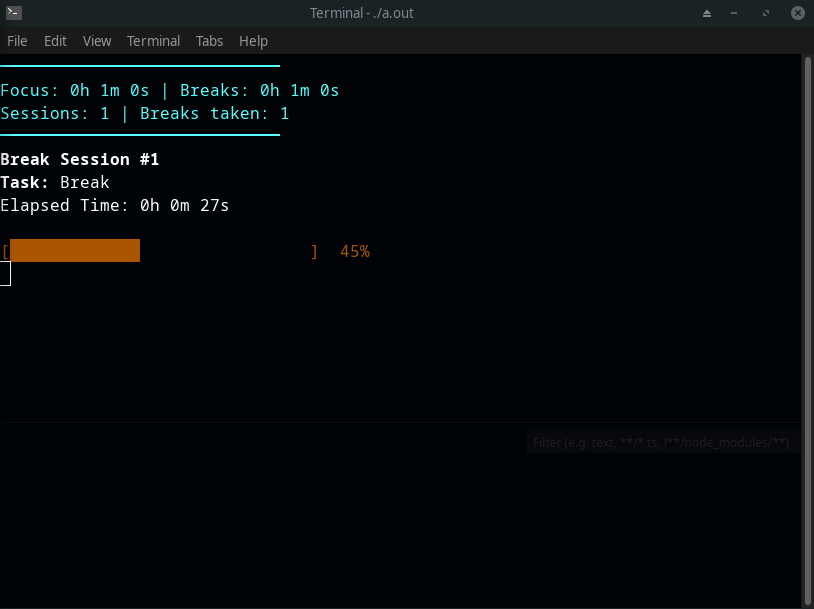 Terminal - ./a.out
File Edit View Terminal Tabs Help
Focus: 0h 1m 0s | Breaks: 0h 1m 0s
Sessions: 1 | Breaks taken: 1
Break Session #1
Task: Break
Elapsed Time: 0h 0m 27s
[ ] 45%
Filter (e.g. text, **/*.ts, !**/node_modules/**)